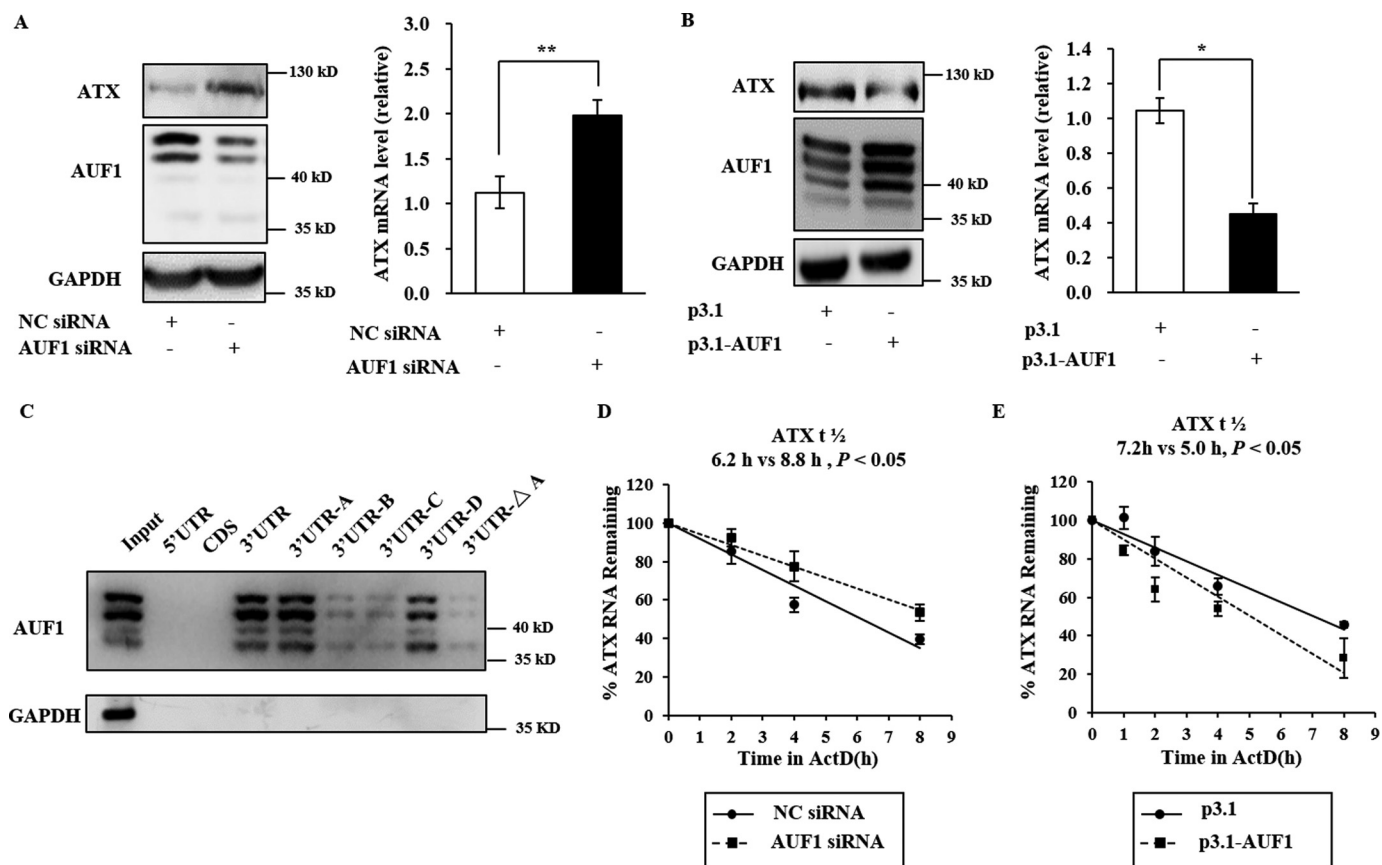 A
ATX
130 kD
AUF1
40 kD
35 kD
GAPDH
35 kD
NC siRNA + -
AUF1 siRNA - +
ATX mRNA level (relative)
3.0
2.5
2.0
1.5
1.0
0.5
0.0
**
NC siRNA + -
AUF1 siRNA - +
B
ATX
130 kD
AUF1
40 kD
35 kD
GAPDH
35 kD
p3.1 + -
p3.1-AUF1 - +
ATX mRNA level (relative)
1.4
1.2
1.0
0.8
0.6
0.4
0.2
0.0
*
p3.1 + -
p3.1-AUF1 - +
C
Input 5'UTR CDS 3'UTR 3'UTR-A 3'UTR-B 3'UTR-C 3'UTR-D 3'UTR-△ A
AUF1
40 kD
35 kD
GAPDH
35 KD
D
ATX t ½
6.2 h vs 8.8 h , P < 0.05
% ATX RNA Remaining
120
100
80
60
40
20
0
0 1 2 3 4 5 6 7 8 9
Time in ActD(h)
NC siRNA
AUF1 siRNA
E
ATX t ½
7.2h vs 5.0 h, P < 0.05
% ATX RNA Remaining
120
100
80
60
40
20
0
0 1 2 3 4 5 6 7 8 9
Time in ActD(h)
p3.1
p3.1-AUF1